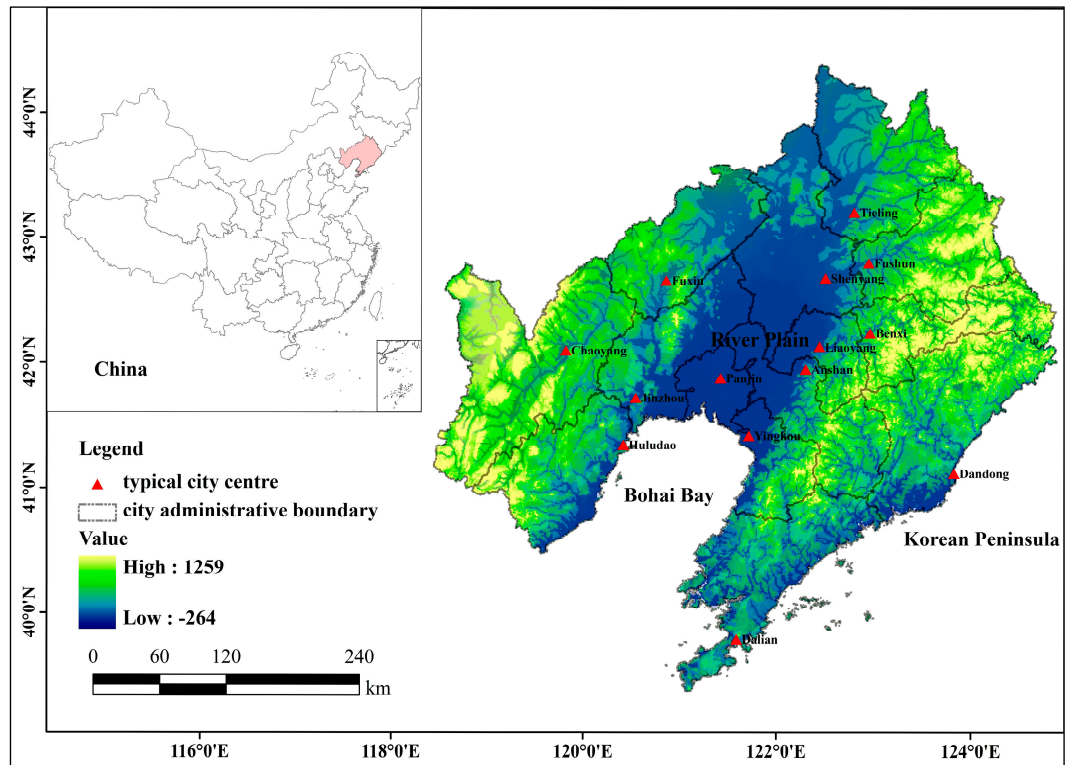 44°0'N
43°0'N
42°0'N
41°0'N
40°0'N
China
Tieling
Fushun
Shenyang
Fuxin
Benxi
River Plain
Liaoyang
Chaoyang
Anshan
Panjin
Jinzhou
Yingkou
Huludao
Dandong
Bohai Bay
Korean Peninsula
Dalian
Legend
typical city centre
city administrative boundary
Value
High : 1259
Low : -264
0 60 120 240
km
116°0'E 118°0'E 120°0'E 122°0'E 124°0'E